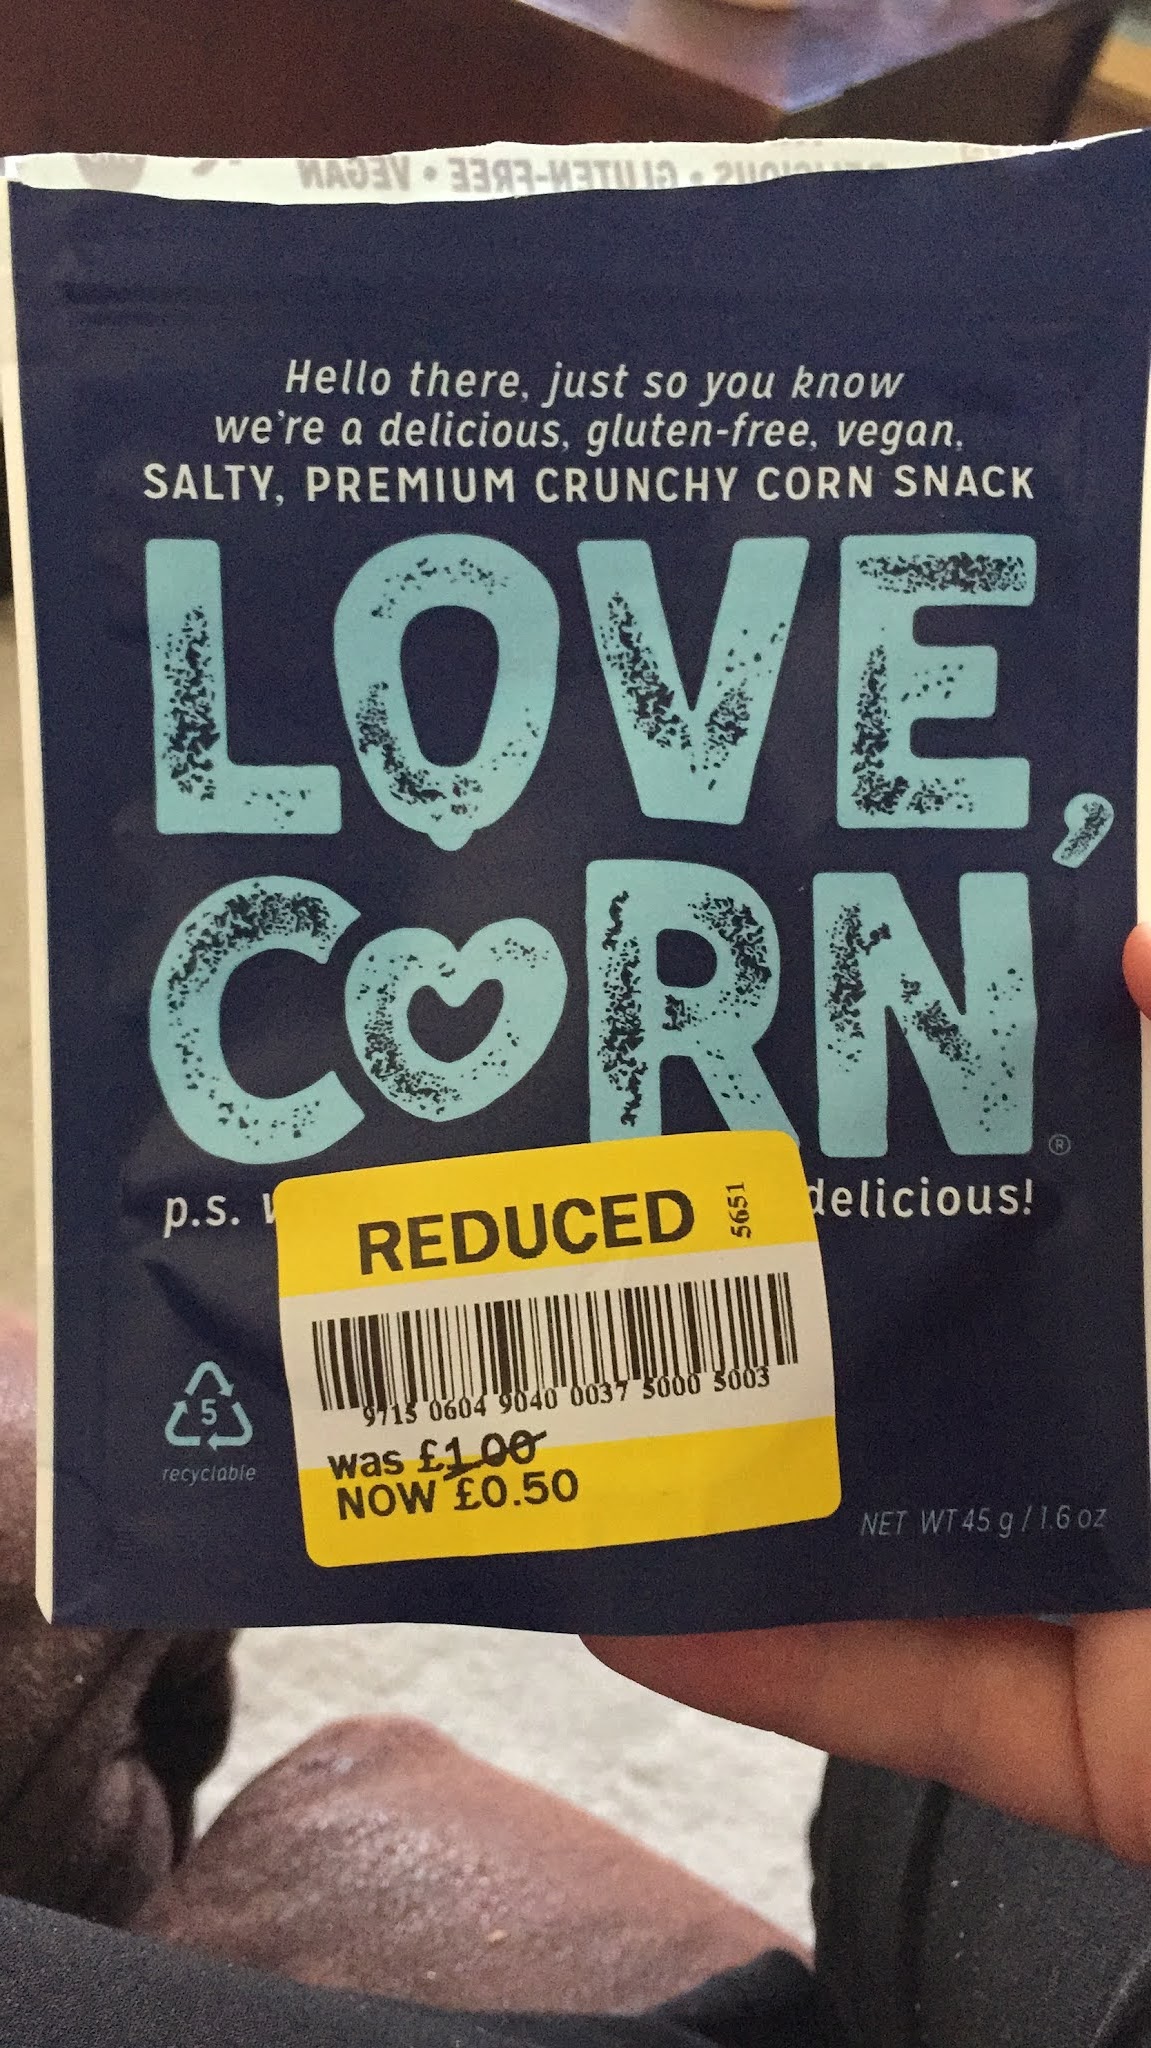 VEGAN • GLUTEN-FREE • DELICIOUS
Hello there, just so you know
we're a delicious, gluten-free, vegan,
SALTY, PREMIUM CRUNCHY CORN SNACK
LOVE,
CORN®
p.s. delicious!
REDUCED 5651
9715 0604 9040 0037 5000 5003
was £1.00
NOW £0.50
5
recyclable
NET WT 45 g / 1.6 oz